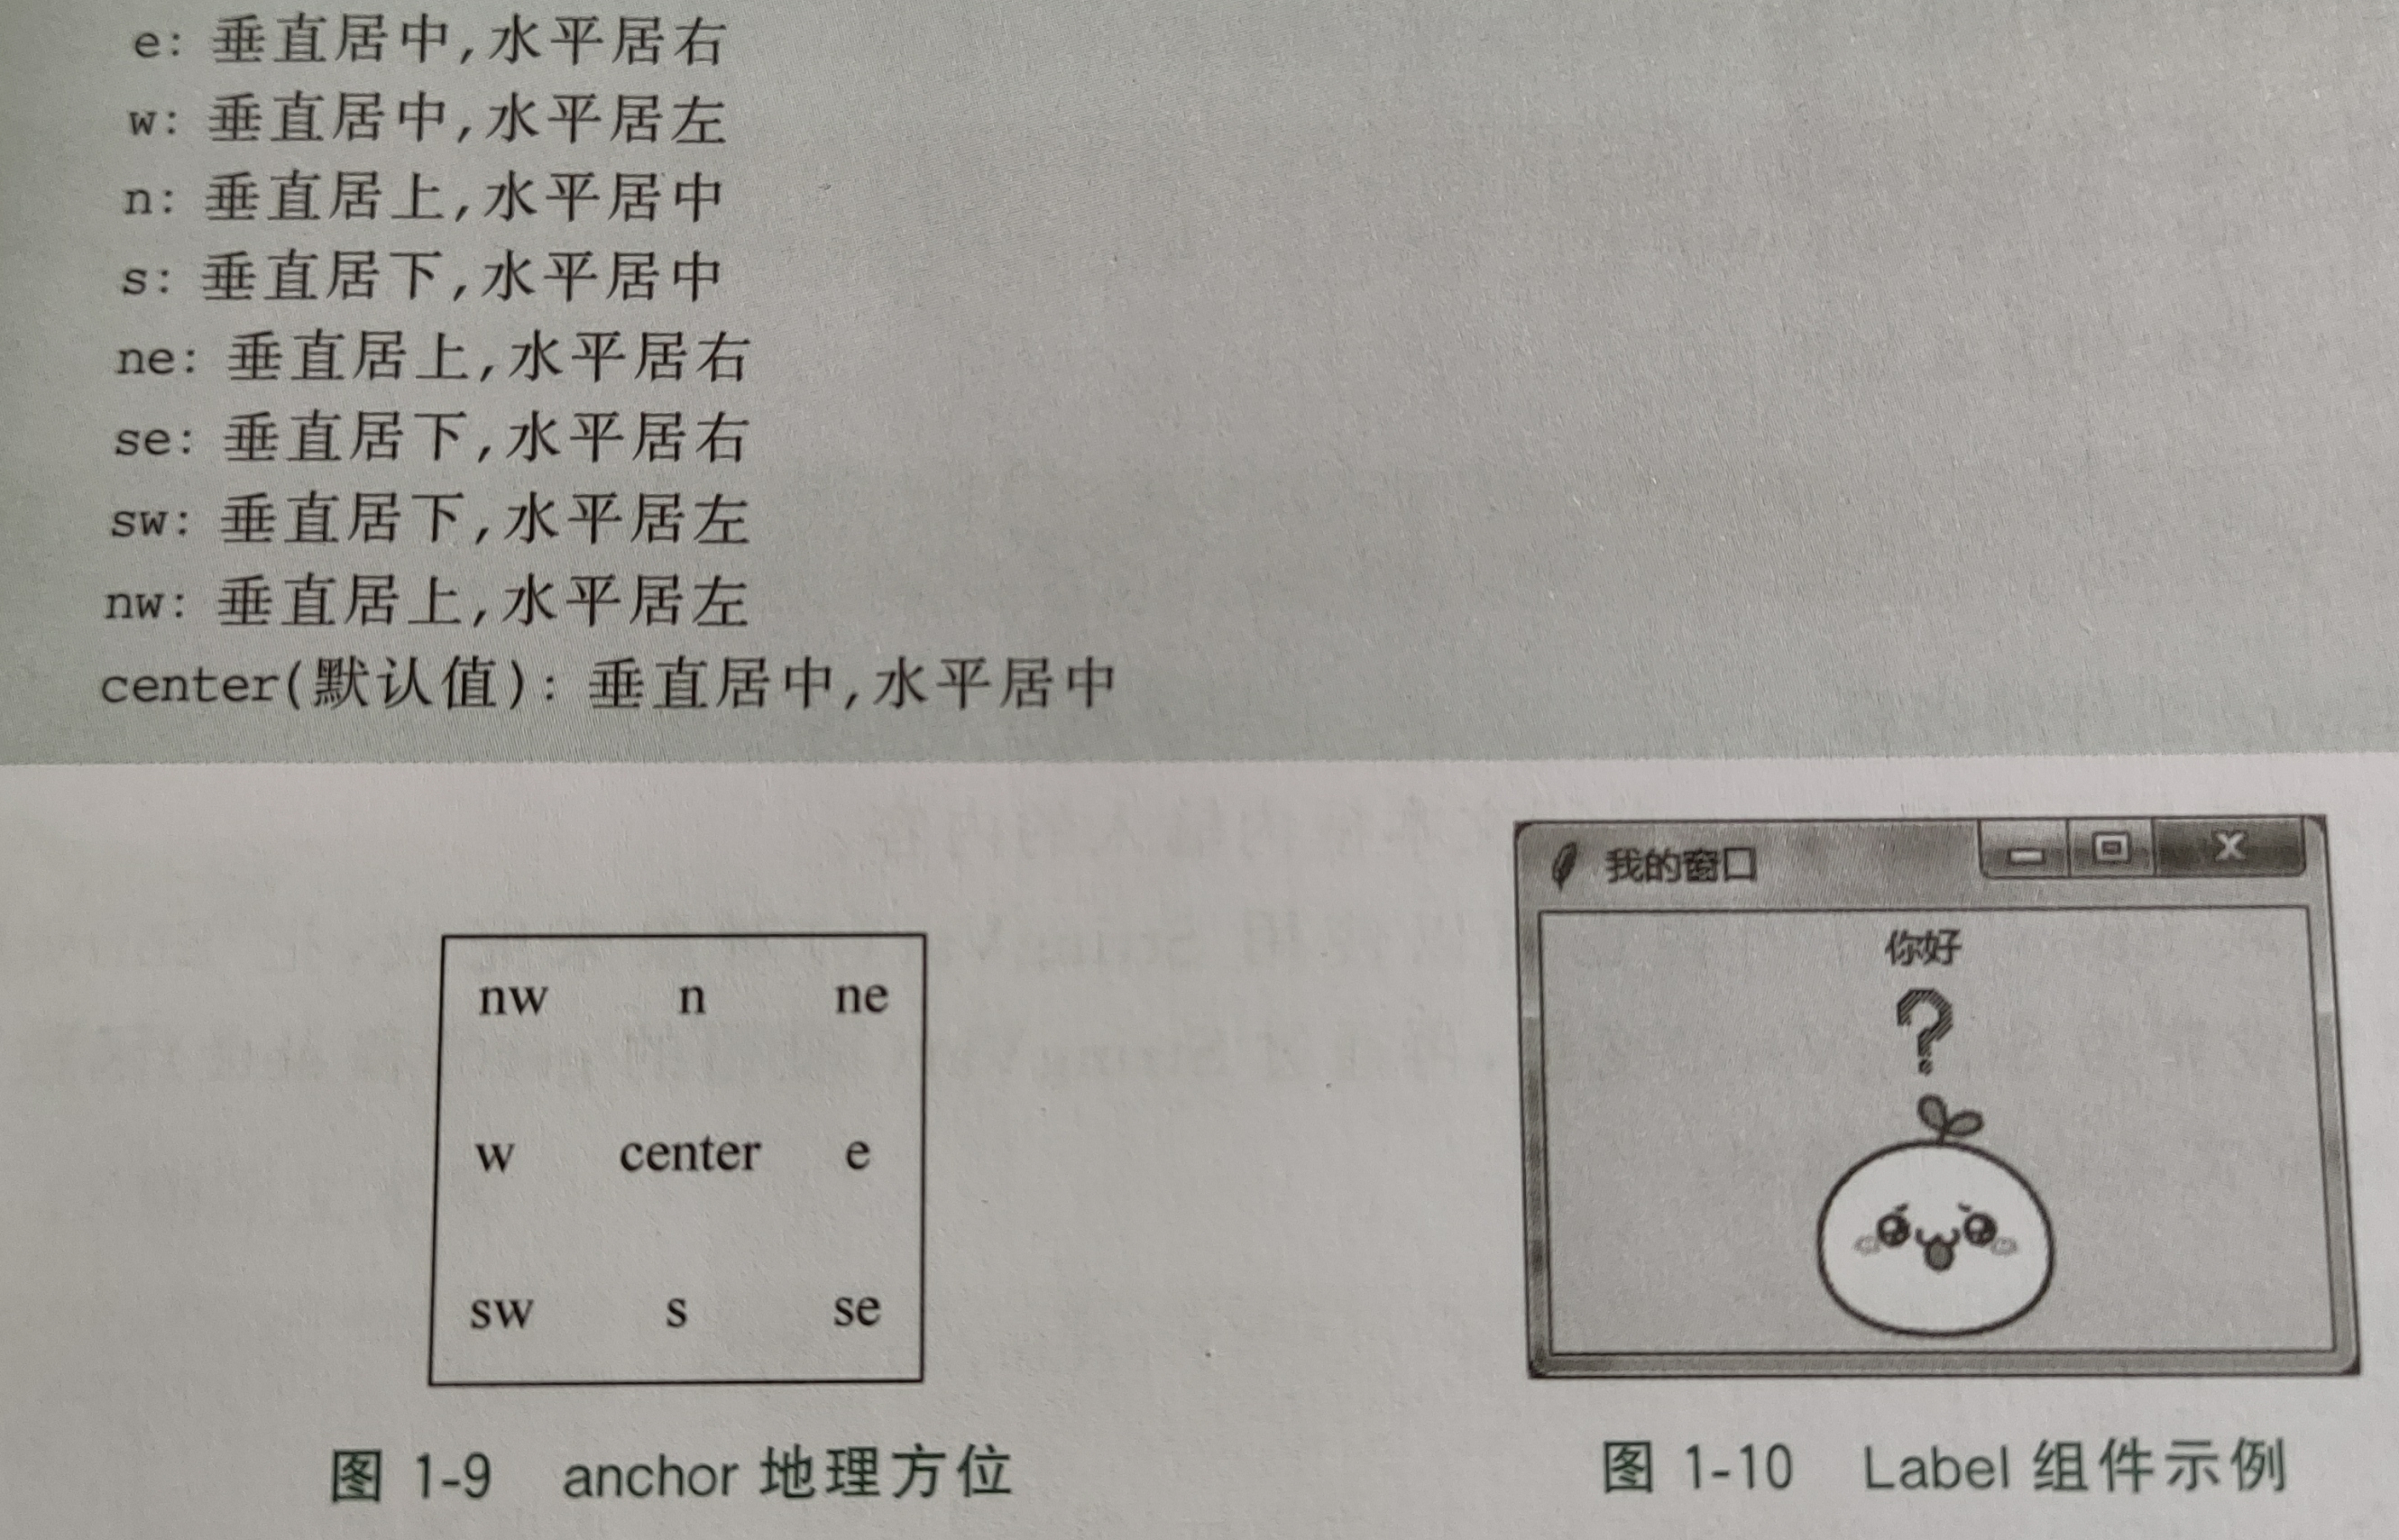 e: 垂直居中,水平居右
w: 垂直居中,水平居左
n: 垂直居上,水平居中
s: 垂直居下,水平居中
ne: 垂直居上,水平居右
se: 垂直居下,水平居右
sw: 垂直居下,水平居左
nw: 垂直居上,水平居左
center(默认值): 垂直居中,水平居中
nw n ne
w center e
sw s se
图 1-9 anchor 地理方位
我的窗口
你好
?
图 1-10 Label 组件示例